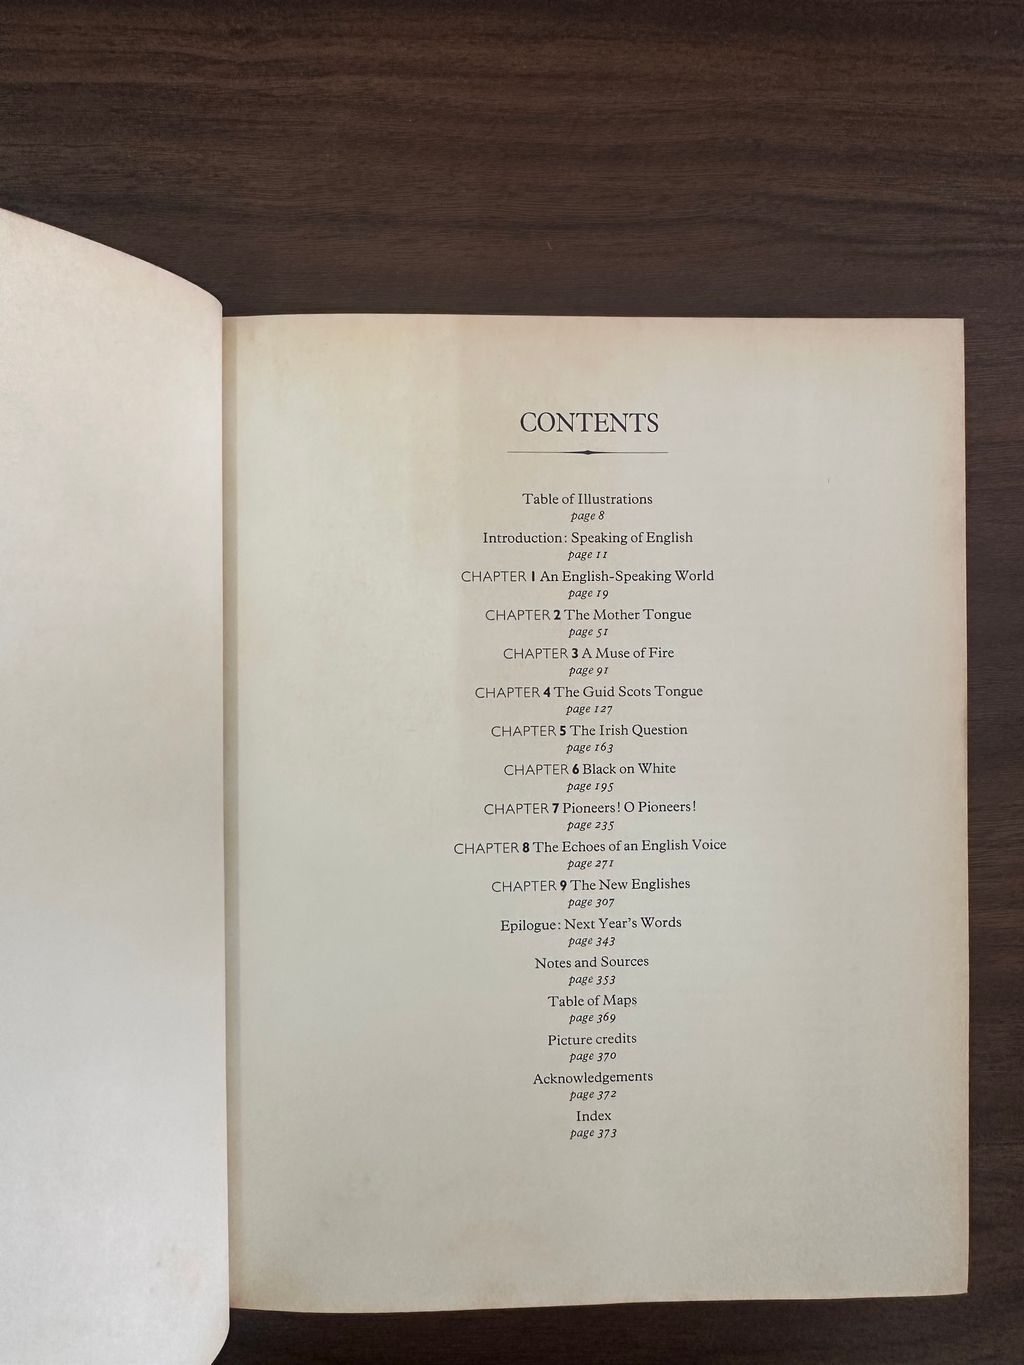 CONTENTS
Table of Illustrations
page 8
Introduction: Speaking of English
page 11
CHAPTER 1 An English-Speaking World
page 19
CHAPTER 2 The Mother Tongue
page 51
CHAPTER 3 A Muse of Fire
page 91
CHAPTER 4 The Guid Scots Tongue
page 127
CHAPTER 5 The Irish Question
page 163
CHAPTER 6 Black on White
page 195
CHAPTER 7 Pioneers! O Pioneers!
page 235
CHAPTER 8 The Echoes of an English Voice
page 271
CHAPTER 9 The New Englishes
page 307
Epilogue: Next Year's Words
page 343
Notes and Sources
page 353
Table of Maps
page 369
Picture credits
page 370
Acknowledgements
page 372
Index
page 373